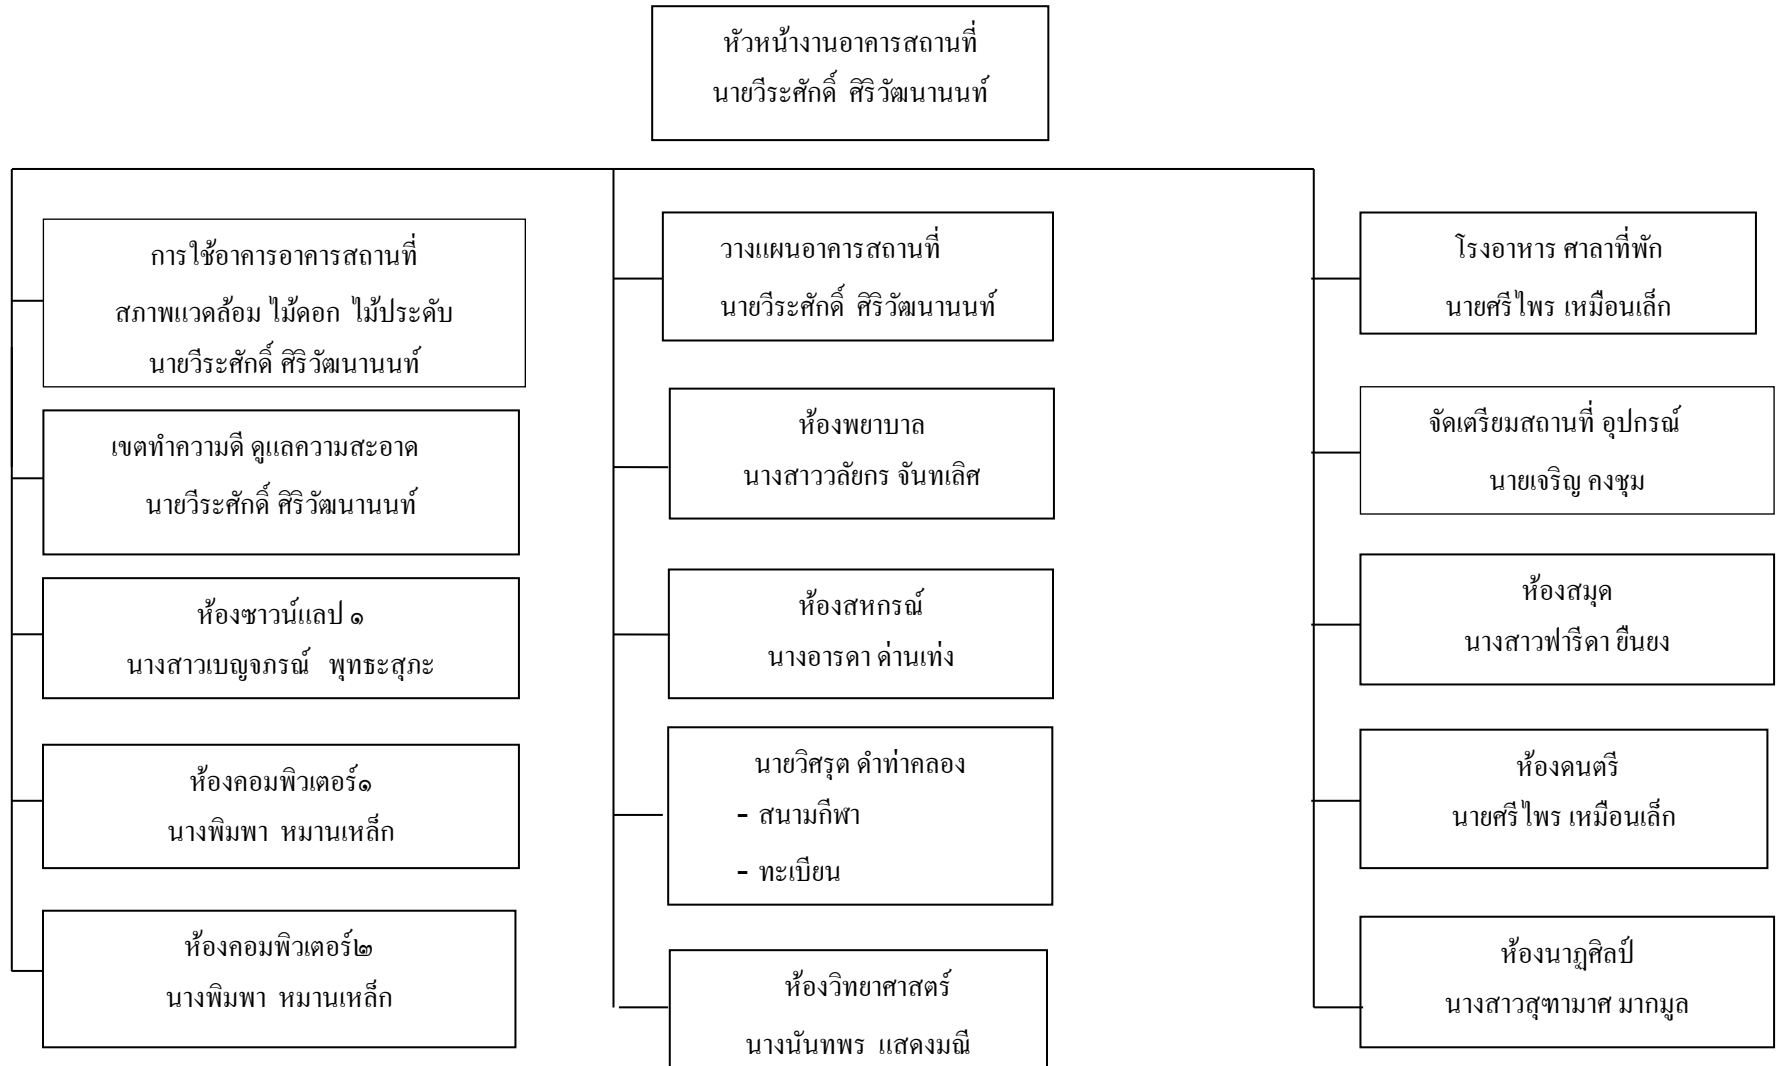 หัวหน้างานอาคารสถานที่
นายวีระศักดิ์ ศิริวัฒนานนท์
การใช้อาคารอาคารสถานที่
สภาพแวดล้อม ไม้ดอก ไม้ประดับ
นายวีระศักดิ์ ศิริวัฒนานนท์
เขตทำความดี ดูแลความสะอาด
นายวีระศักดิ์ ศิริวัฒนานนท์
ห้องซาวน์แลป ๑
นางสาวเบญจภรณ์ พุทธะสุภะ
ห้องคอมพิวเตอร์๑
นางพิมพา หมานเหล็ก
ห้องคอมพิวเตอร์๒
นางพิมพา หมานเหล็ก
วางแผนอาคารสถานที่
นายวีระศักดิ์ ศิริวัฒนานนท์
ห้องพยาบาล
นางสาววลัยกร จันทเลิศ
ห้องสหกรณ์
นางอารดา ด่านเท่ง
นายวิศรุต ดำท่าคลอง
- สนามกีฬา
- ทะเบียน
ห้องวิทยาศาสตร์
นางนันทพร แสดงมณี
โรงอาหาร ศาลาที่พัก
นายศรีไพร เหมือนเล็ก
จัดเตรียมสถานที่ อุปกรณ์
นายเจริญ คงชุม
ห้องสมุด
นางสาวฟารีดา ยืนยง
ห้องดนตรี
นายศรีไพร เหมือนเล็ก
ห้องนาฏศิลป์
นางสาวสุฑามาศ มากมูล